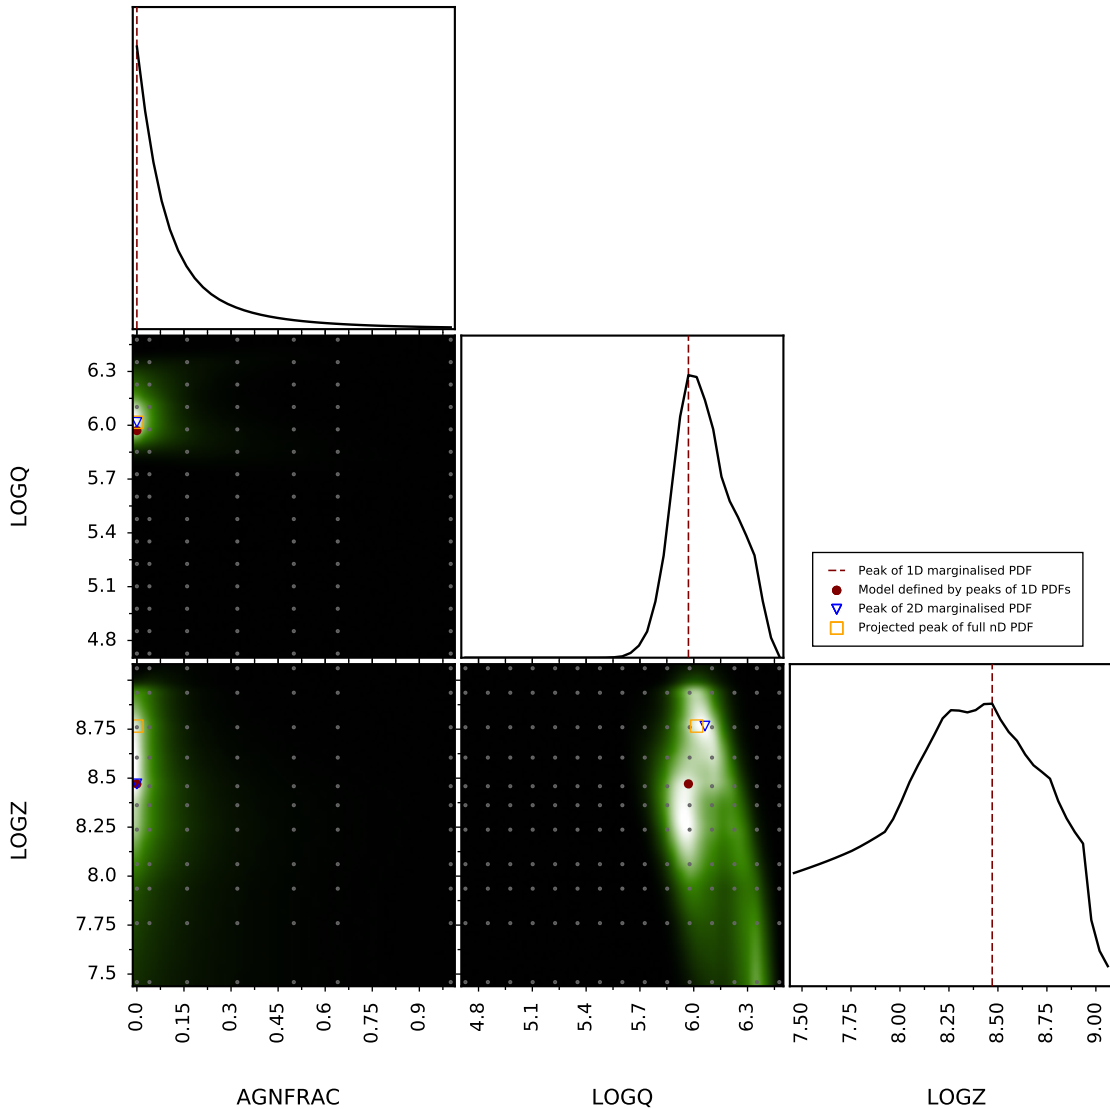 6.3
6.0
5.7
5.4
5.1
4.8
LOGQ
Peak of 1D marginalised PDF
Model defined by peaks of 1D PDFs
Peak of 2D marginalised PDF
Projected peak of full nD PDF
8.75
8.5
8.25
8.0
7.75
7.5
LOGZ
0.0 0.15 0.3 0.45 0.6 0.75 0.9
4.8 5.1 5.4 5.7 6.0 6.3
7.50 7.75 8.00 8.25 8.50 8.75 9.00
AGNFRAC LOGQ LOGZ